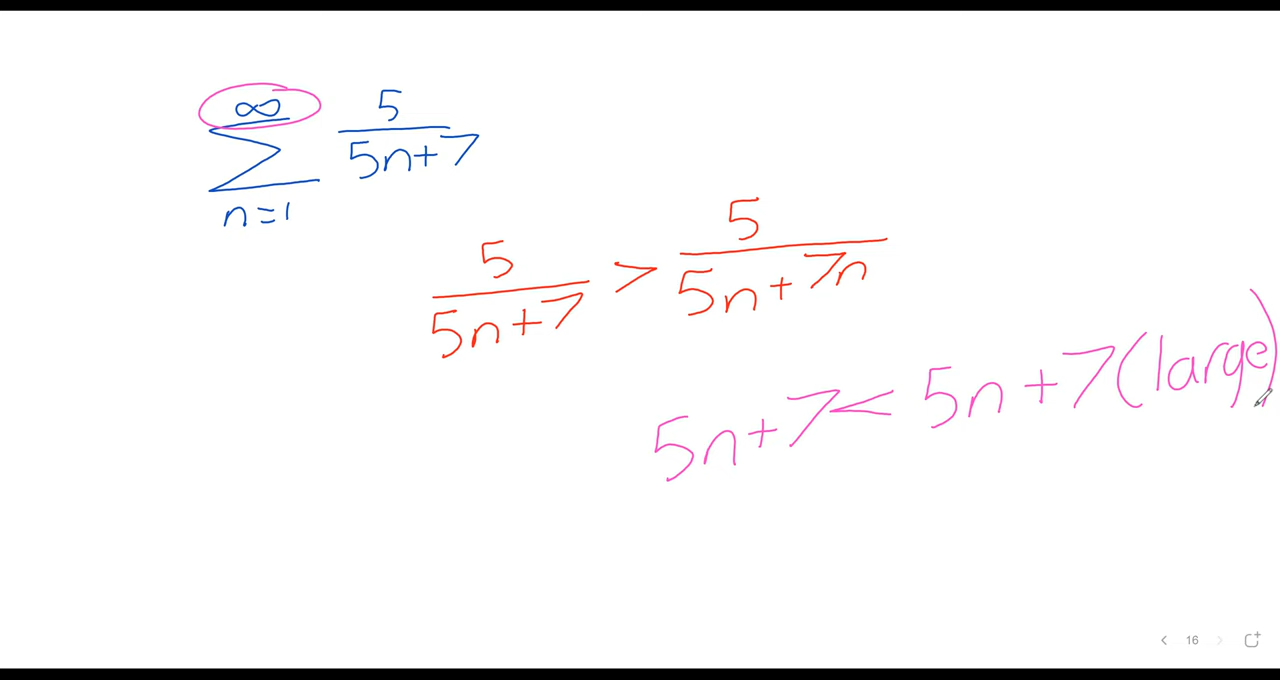 ∞
Σ 5/(5n+7)
n=1
5/(5n+7) > 5/(5n+7n)
5n+7 < 5n+7(large)
16